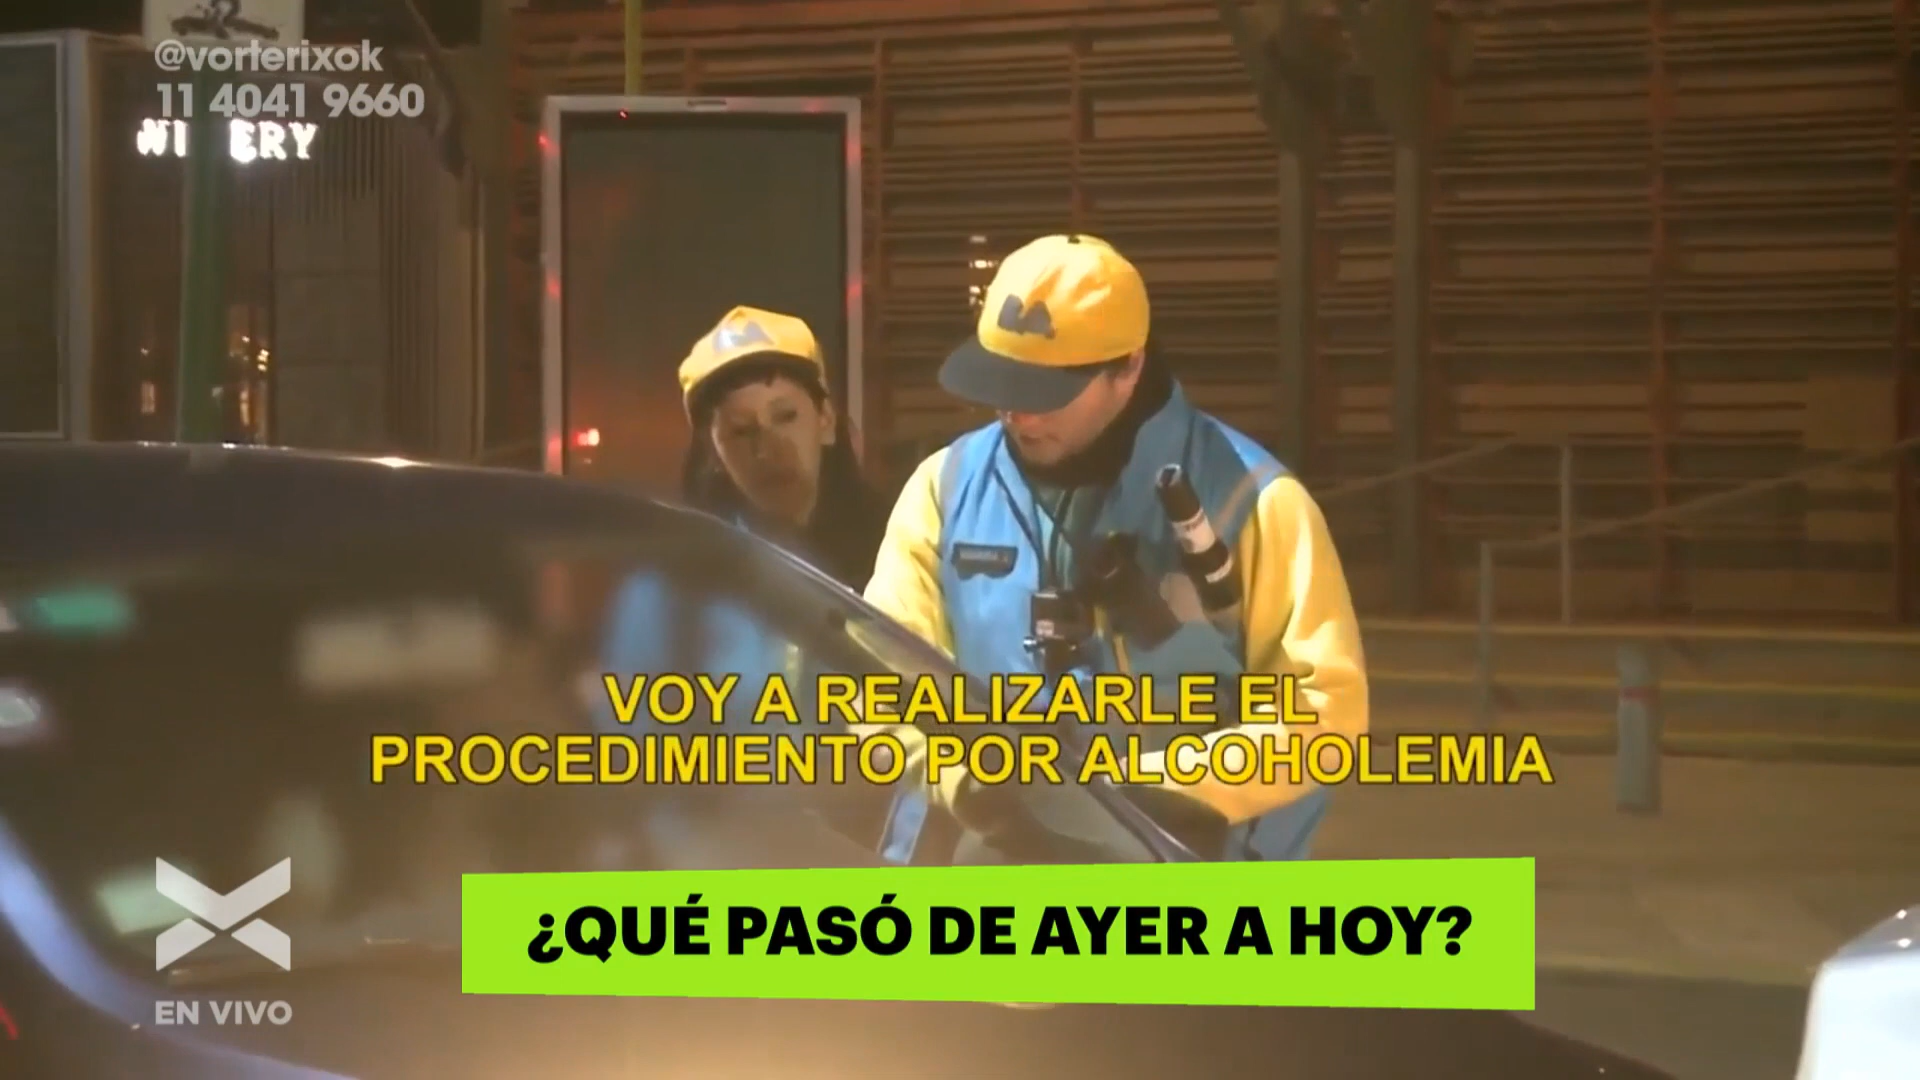 @vorterixok
11 4041 9660
VOY A REALIZARLE EL
PROCEDIMIENTO POR ALCOHOLEMIA
¿QUÉ PASÓ DE AYER A HOY?
EN VIVO